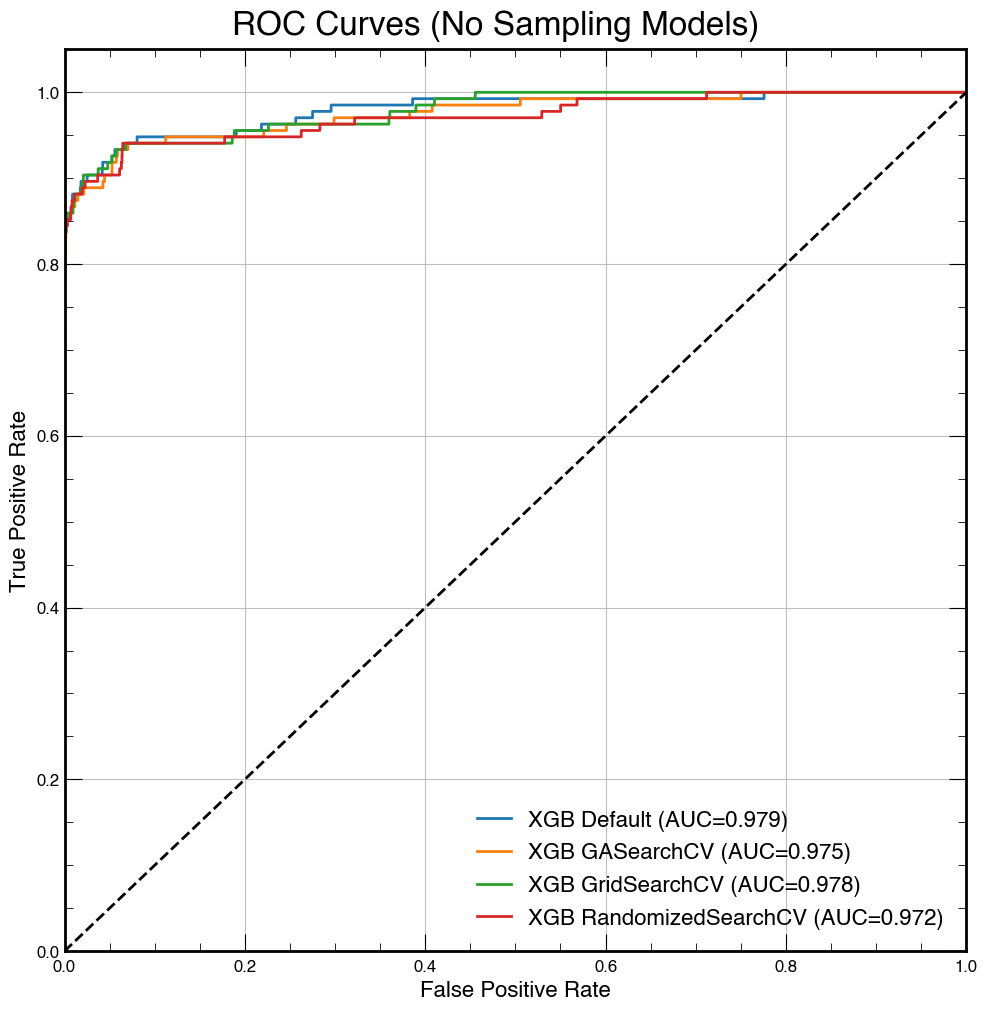 ROC Curves (No Sampling Models)
True Positive Rate
1.0
0.8
0.6
0.4
0.2
0.0
XGB Default (AUC=0.979)
XGB GASearchCV (AUC=0.975)
XGB GridSearchCV (AUC=0.978)
XGB RandomizedSearchCV (AUC=0.972)
0.0 0.2 0.4 0.6 0.8 1.0
False Positive Rate